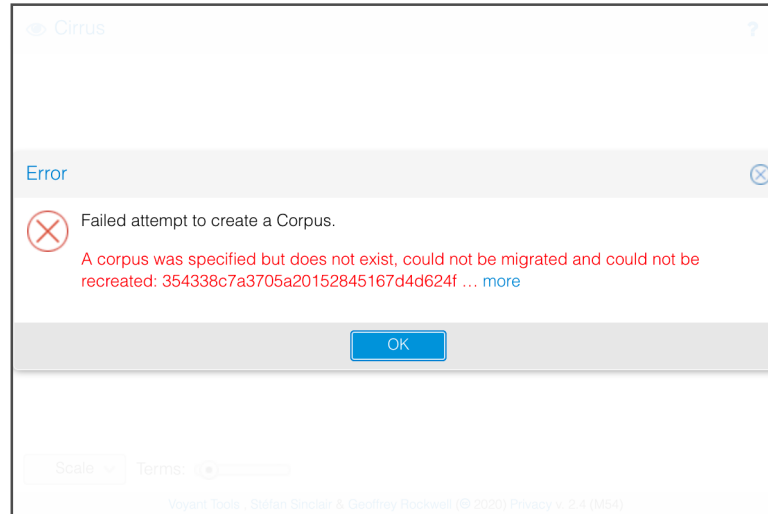 Cirrus ?
Error
Failed attempt to create a Corpus.
A corpus was specified but does not exist, could not be migrated and could not be
recreated: 354338c7a3705a20152845167d4d624f ... more
OK
Scale Terms:
Voyant Tools , Stéfan Sinclair & Geoffrey Rockwell (© 2020) Privacy v. 2.4 (M54)